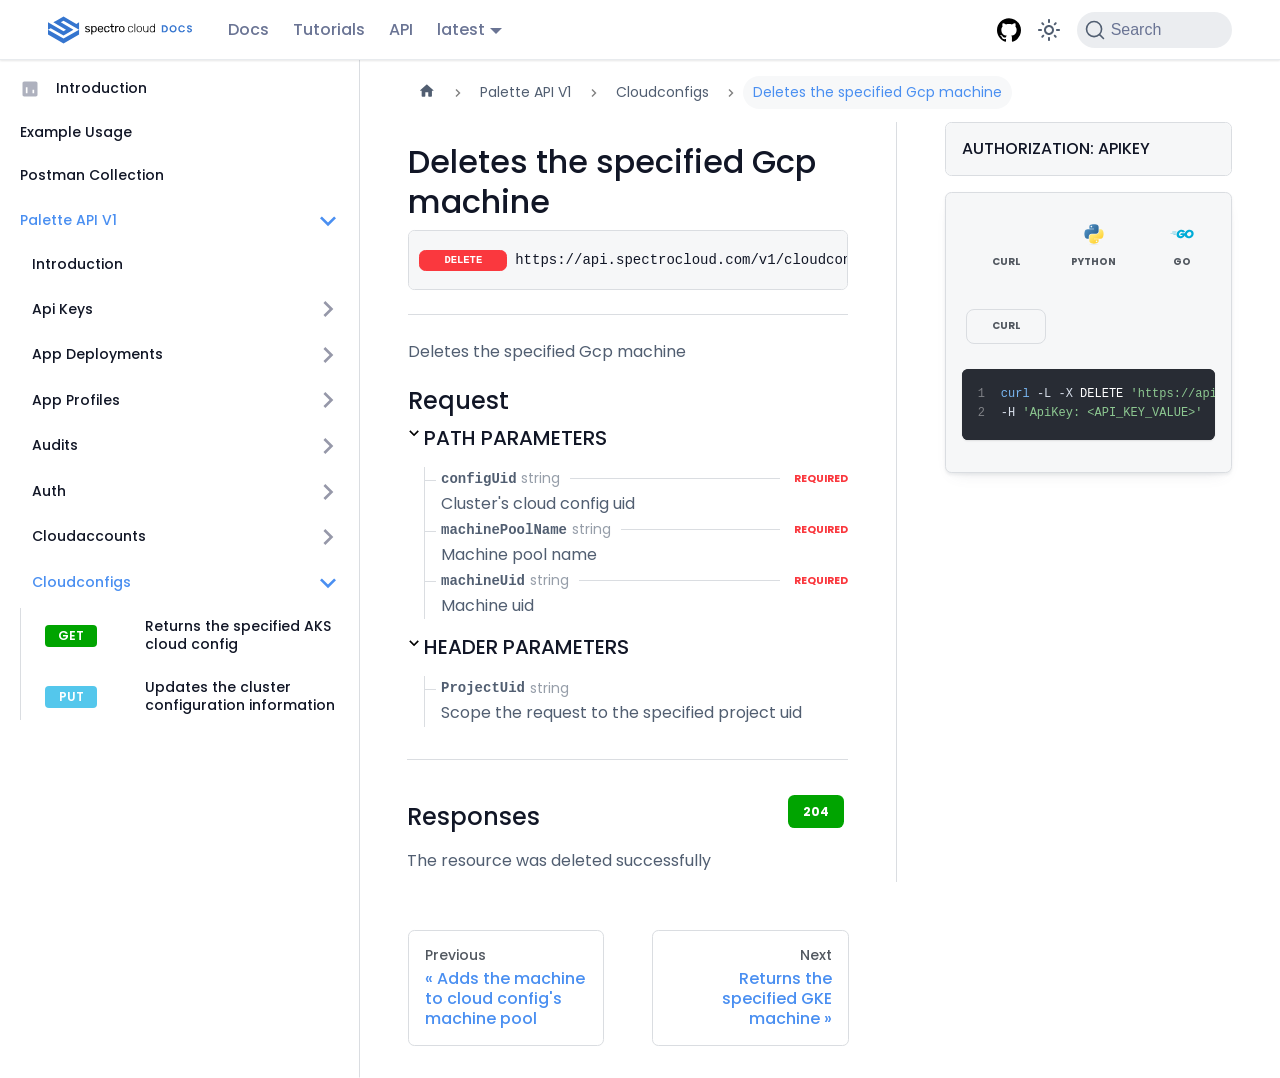 spectro cloud DOCS
Docs
Tutorials
API
latest
Search
Introduction
Example Usage
Postman Collection
Palette API V1
Introduction
Api Keys
App Deployments
App Profiles
Audits
Auth
Cloudaccounts
Cloudconfigs
GET
Returns the specified AKS
cloud config
PUT
Updates the cluster
configuration information
Palette API V1
Cloudconfigs
Deletes the specified Gcp machine
Deletes the specified Gcp
machine
DELETE
https://api.spectrocloud.com/v1/cloudcon
Deletes the specified Gcp machine
Request
PATH PARAMETERS
configUid string
REQUIRED
Cluster's cloud config uid
machinePoolName string
REQUIRED
Machine pool name
machineUid string
REQUIRED
Machine uid
HEADER PARAMETERS
ProjectUid string
Scope the request to the specified project uid
Responses
204
The resource was deleted successfully
Previous
« Adds the machine
to cloud config's
machine pool
Next
Returns the
specified GKE
machine »
AUTHORIZATION: APIKEY
CURL
PYTHON
GO
GO
CURL
1 curl -L -X DELETE 'https://api
2 -H 'ApiKey: <API_KEY_VALUE>'